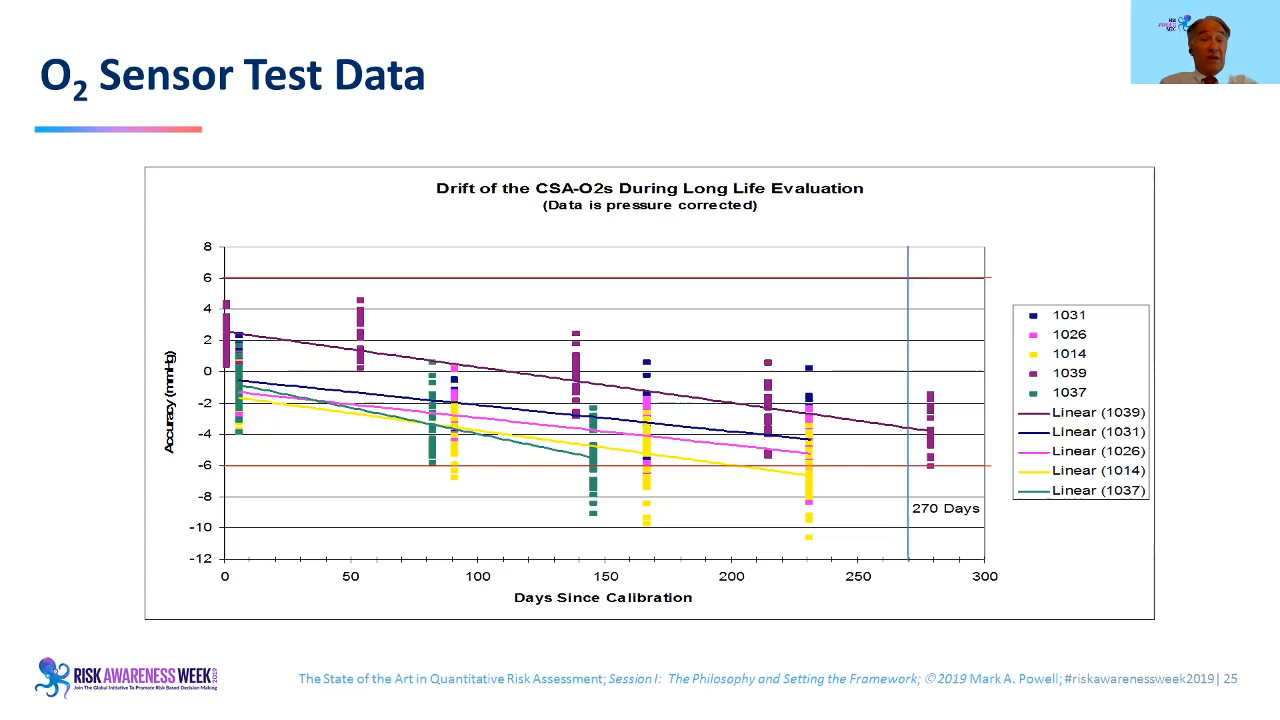 O2 Sensor Test Data
Drift of the CSA-O2s During Long Life Evaluation
(Data is pressure corrected)
8
6
4
2
0
-2
-4
-6
-8
-10
-12
Accuracy (mmHg)
0
50
100
150
200
250
300
Days Since Calibration
270 Days
1031
1026
1014
1039
1037
Linear (1039)
Linear (1031)
Linear (1026)
Linear (1014)
Linear (1037)
RISK AWARENESS WEEK 2019
Join The Global Initiative To Promote Risk Based Decision-Making
The State of the Art in Quantitative Risk Assessment; Session I: The Philosophy and Setting the Framework; ©2019 Mark A. Powell; #riskawarenessweek2019| 25